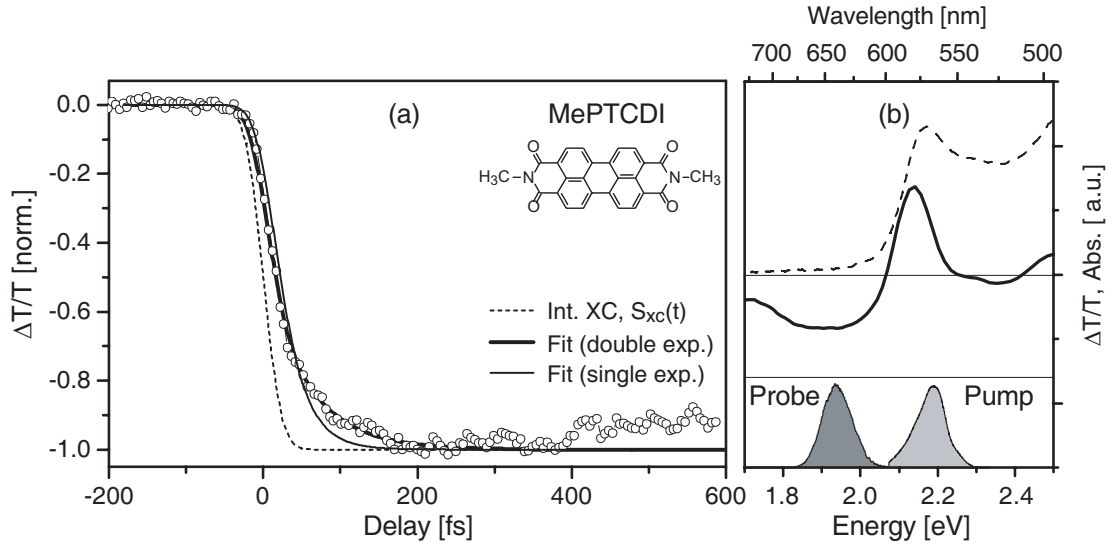 Wavelength [nm]
700 650 600 550 500
(a)
MePTCDI
O O
H₃C N N CH₃
O O
0.0
-0.2
-0.4
-0.6
-0.8
-1.0
ΔT/T [norm.]
Int. XC, Sxc(t)
Fit (double exp.)
Fit (single exp.)
-200 0 200 400 600
Delay [fs]
(b)
Probe Pump
1.8 2.0 2.2 2.4
Energy [eV]
ΔT/T, Abs. [ a.u.]